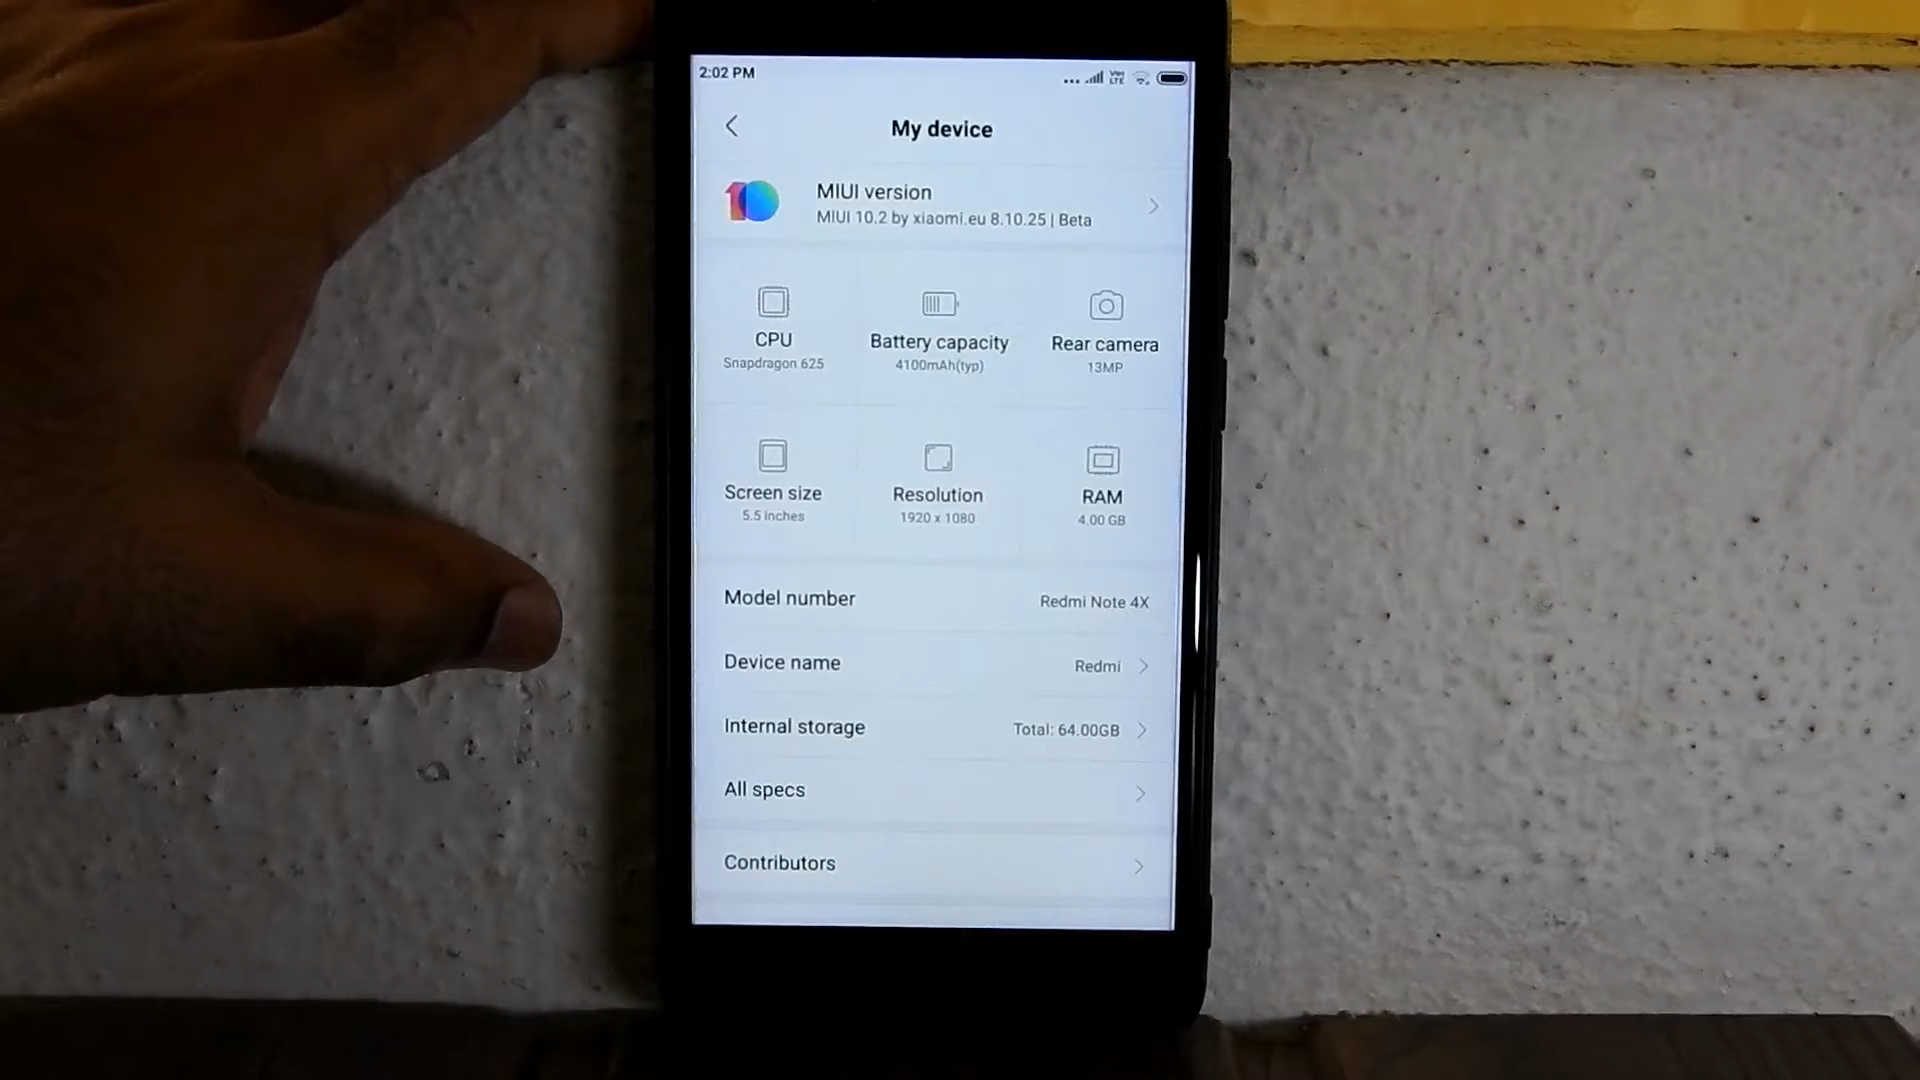 2:02 PM
My device
MIUI version
MIUI 10.2 by xiaomi.eu 8.10.25 | Beta
CPU
Snapdragon 625
Battery capacity
4100mAh(typ)
Rear camera
13MP
Screen size
5.5 inches
Resolution
1920 x 1080
RAM
4.00 GB
Model number
Redmi Note 4X
Device name
Redmi
Internal storage
Total: 64.00GB
All specs
Contributors